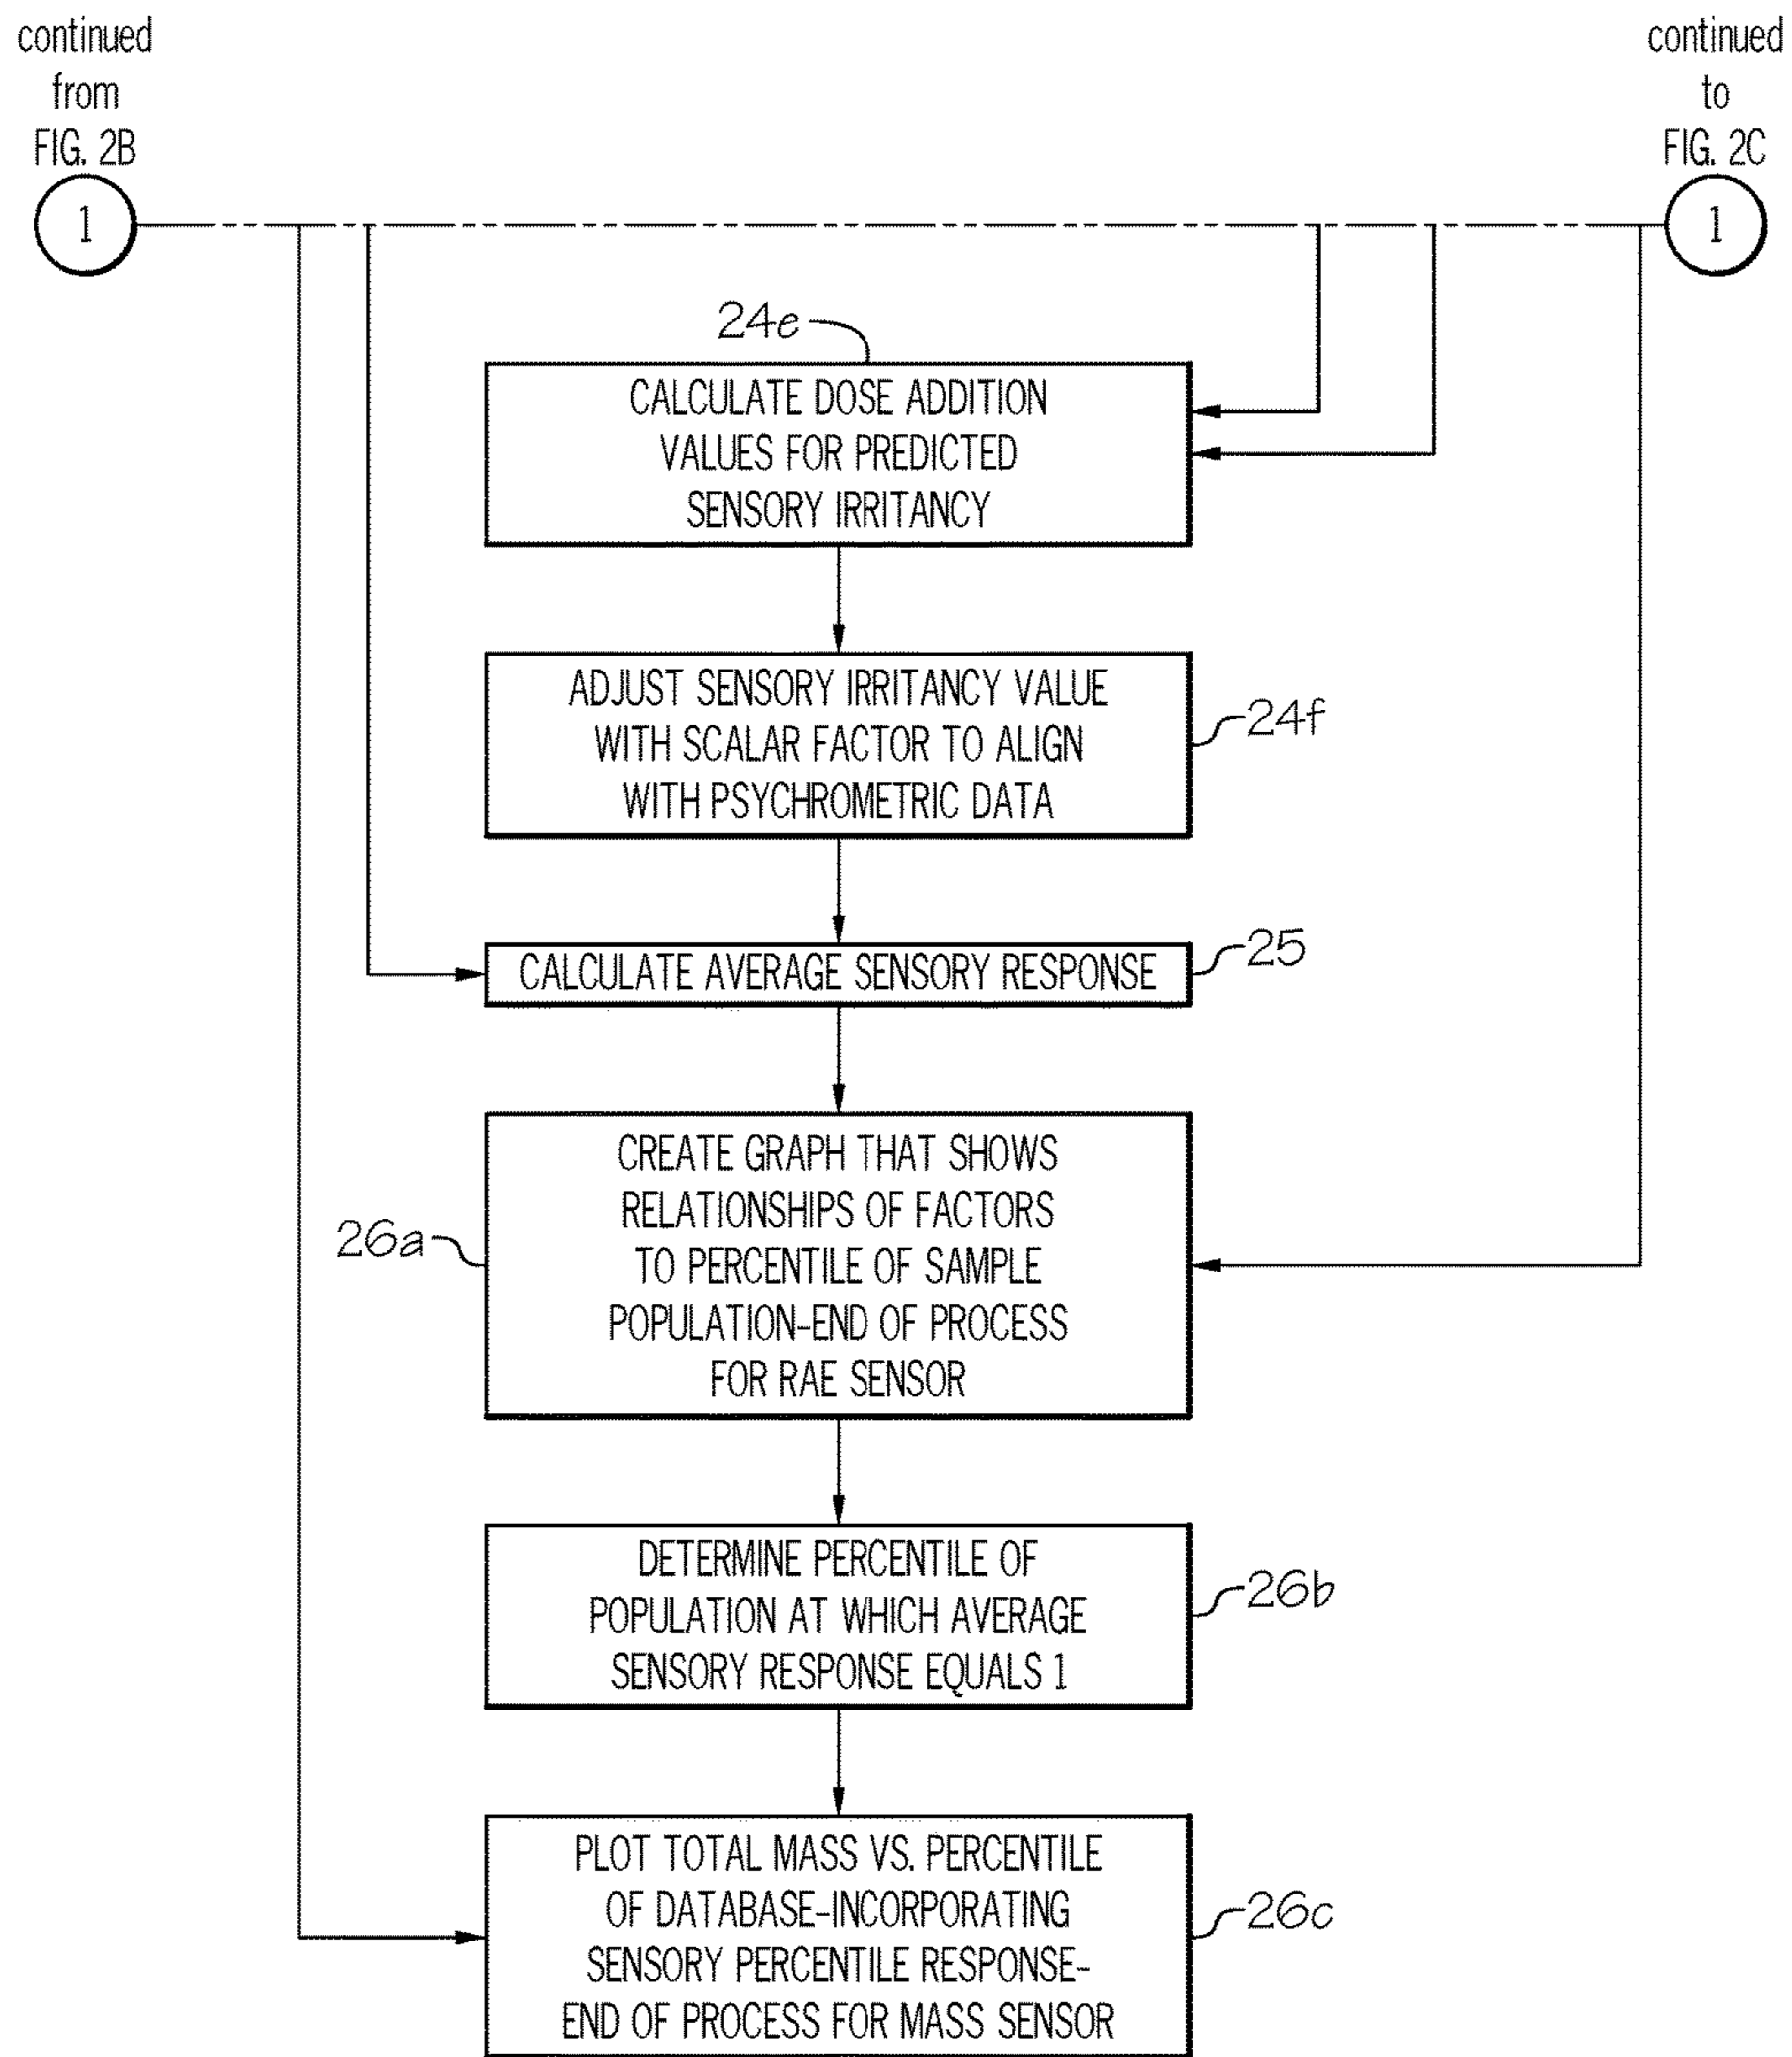 continued
from
FIG. 2B
1
continued
to
FIG. 2C
1
24e
CALCULATE DOSE ADDITION
VALUES FOR PREDICTED
SENSORY IRRITANCY
ADJUST SENSORY IRRITANCY VALUE
WITH SCALAR FACTOR TO ALIGN
WITH PSYCHROMETRIC DATA
24f
CALCULATE AVERAGE SENSORY RESPONSE
25
CREATE GRAPH THAT SHOWS
RELATIONSHIPS OF FACTORS
TO PERCENTILE OF SAMPLE
POPULATION-END OF PROCESS
FOR RAE SENSOR
26a
DETERMINE PERCENTILE OF
POPULATION AT WHICH AVERAGE
SENSORY RESPONSE EQUALS 1
26b
PLOT TOTAL MASS VS. PERCENTILE
OF DATABASE-INCORPORATING
SENSORY PERCENTILE RESPONSE-
END OF PROCESS FOR MASS SENSOR
26c